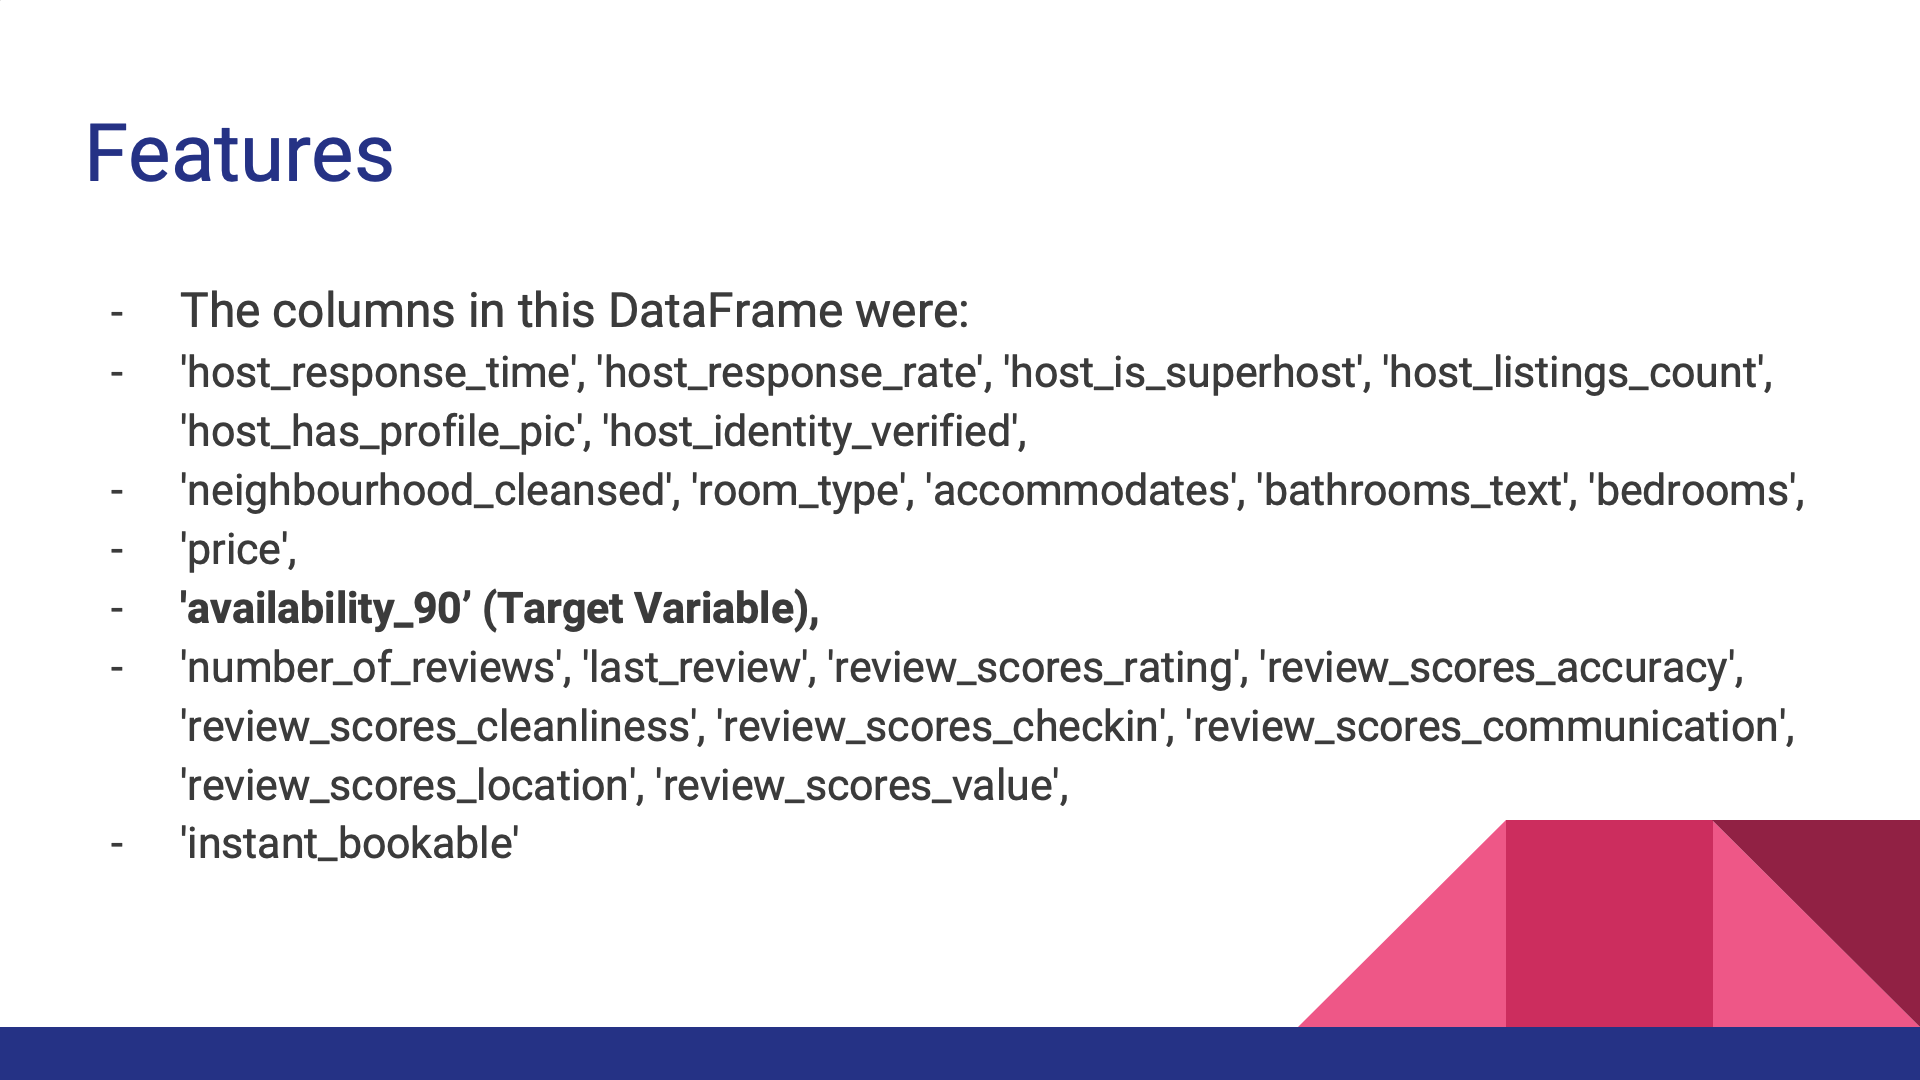 Features
- The columns in this DataFrame were:
- 'host_response_time', 'host_response_rate', 'host_is_superhost', 'host_listings_count',
'host_has_profile_pic', 'host_identity_verified',
- 'neighbourhood_cleansed', 'room_type', 'accommodates', 'bathrooms_text', 'bedrooms',
- 'price',
- 'availability_90’ (Target Variable),
- 'number_of_reviews', 'last_review', 'review_scores_rating', 'review_scores_accuracy',
'review_scores_cleanliness', 'review_scores_checkin', 'review_scores_communication',
'review_scores_location', 'review_scores_value',
- 'instant_bookable'